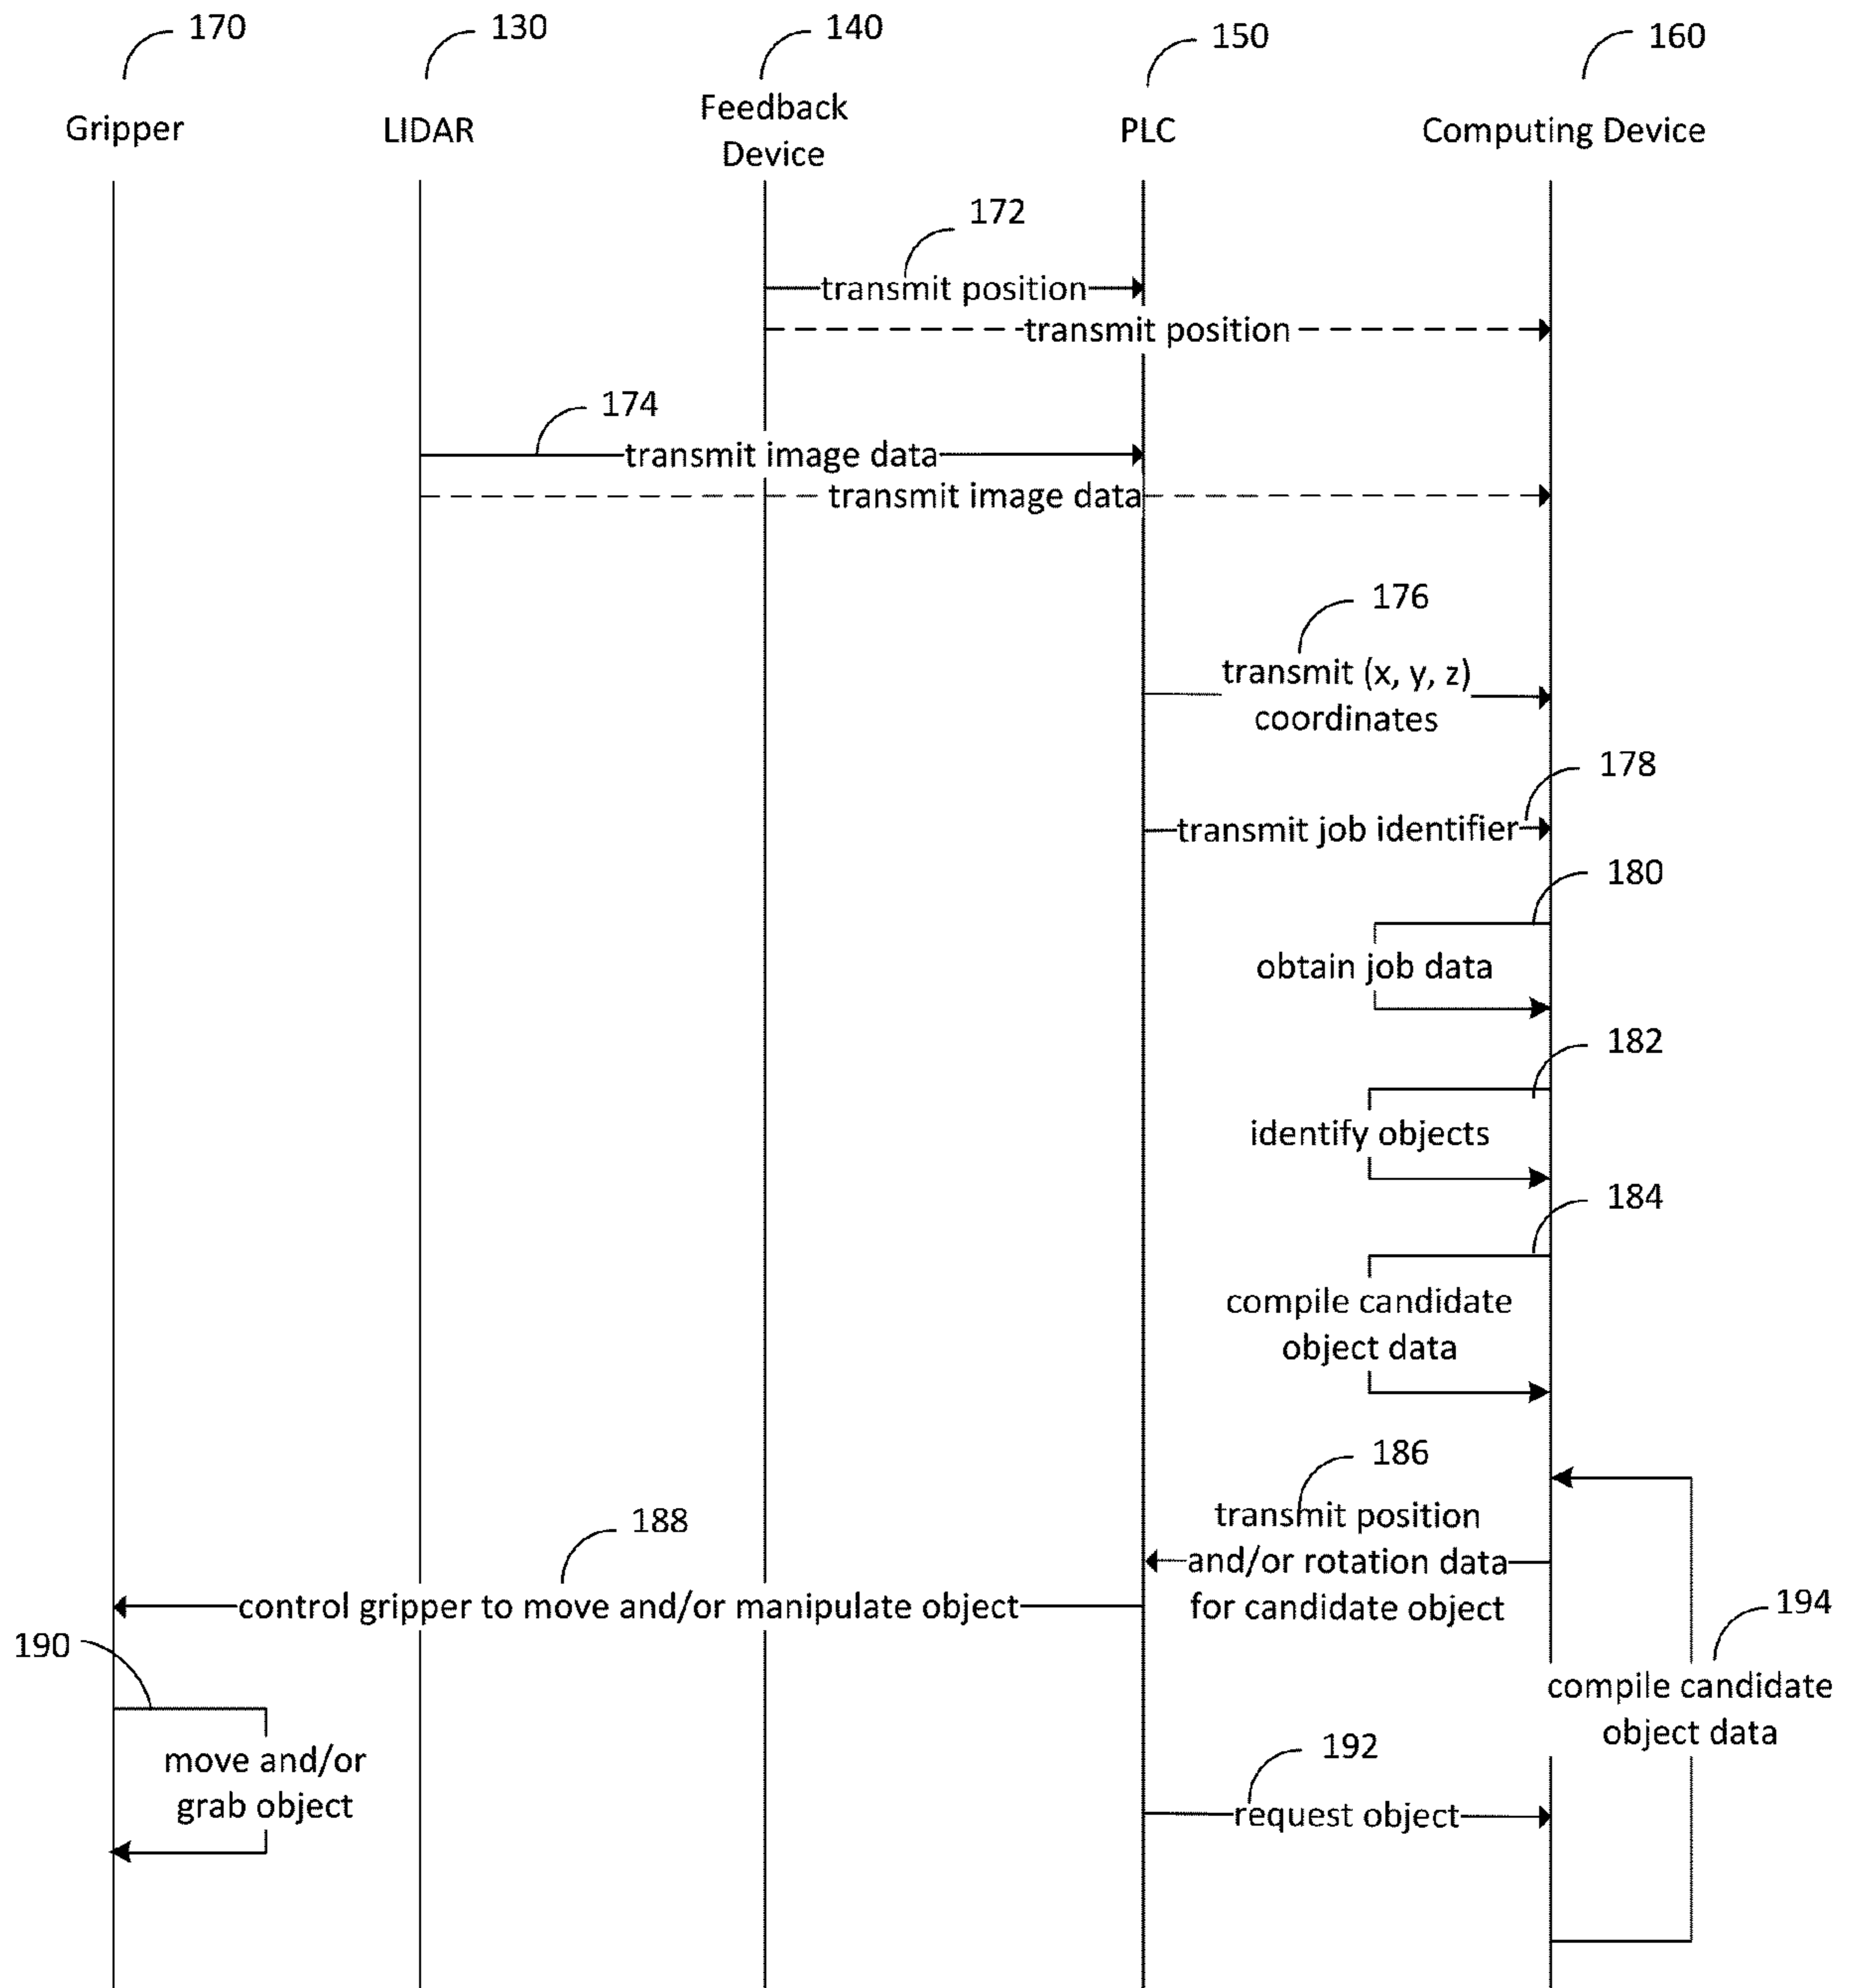 170
130
140
150
160
Gripper
LIDAR
Feedback
Device
PLC
Computing Device
172
transmit position
transmit position
174
transmit image data
transmit image data
176
transmit (x, y, z)
coordinates
178
transmit job identifier
180
obtain job data
182
identify objects
184
compile candidate
object data
186
transmit position
and/or rotation data
for candidate object
188
control gripper to move and/or manipulate object
190
move and/or
grab object
194
compile candidate
object data
192
request object